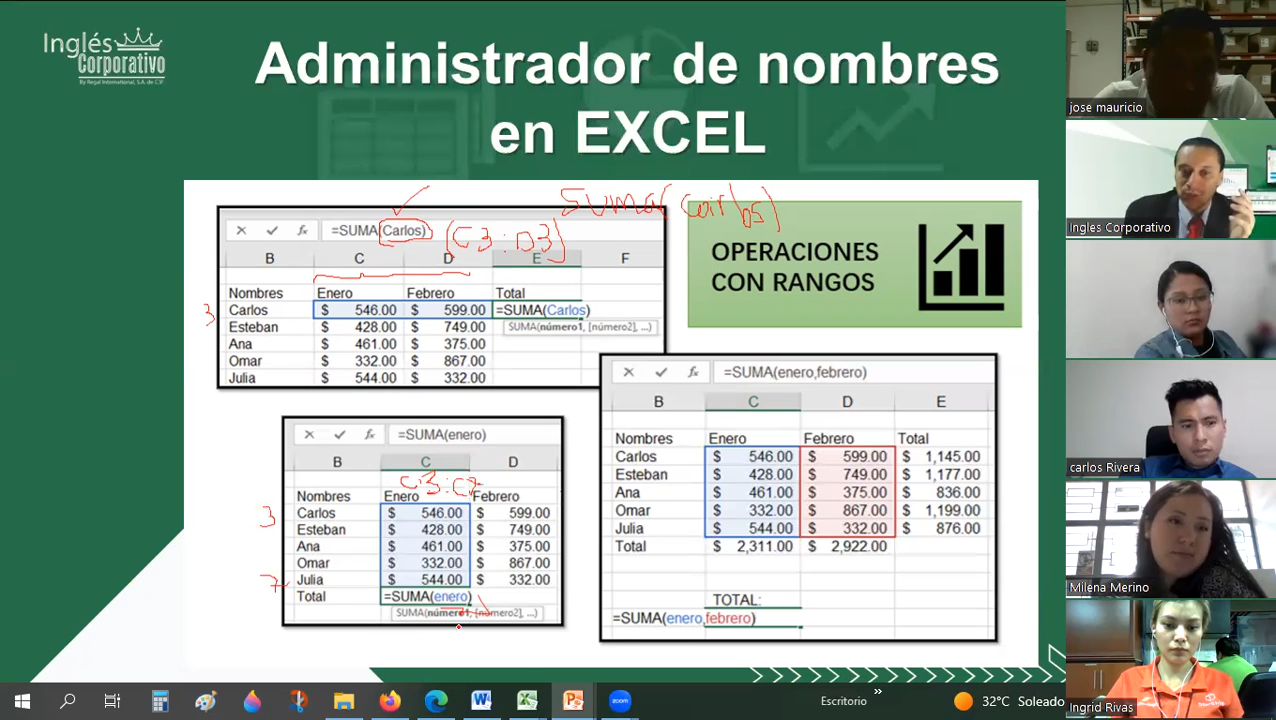 Inglés
Corporativo
By Regal International, S.A. de C.V
Administrador de nombres
en EXCEL
SUMA(
=SUMA(Carlos)
(C3:D3)
B C D E F
Nombres Enero Febrero Total
3
Carlos $ 546.00 $ 599.00 =SUMA(Carlos)
Esteban $ 428.00 $ 749.00 SUMA(número1, [número2], ...)
Ana $ 461.00 $ 375.00
Omar $ 332.00 $ 867.00
Julia $ 544.00 $ 332.00
OPERACIONES
CON RANGOS
=SUMA(enero)
B C D
C3:C7
Nombres Enero Febrero
3
Carlos $ 546.00 $ 599.00
Esteban $ 428.00 $ 749.00
Ana $ 461.00 $ 375.00
Omar $ 332.00 $ 867.00
7
Julia $ 544.00 $ 332.00
Total =SUMA(enero)
SUMA(número1, [número2], ...)
=SUMA(enero,febrero)
B C D E
Nombres Enero Febrero Total
Carlos $ 546.00 $ 599.00 $ 1,145.00
Esteban $ 428.00 $ 749.00 $ 1,177.00
Ana $ 461.00 $ 375.00 $ 836.00
Omar $ 332.00 $ 867.00 $ 1,199.00
Julia $ 544.00 $ 332.00 $ 876.00
Total $ 2,311.00 $ 2,922.00
TOTAL:
=SUMA(enero,febrero)
jose mauricio
Ingles Corporativo
carlos Rivera
Milena Merino
Ingrid Rivas
zoom
Escritorio
32°C Soleado